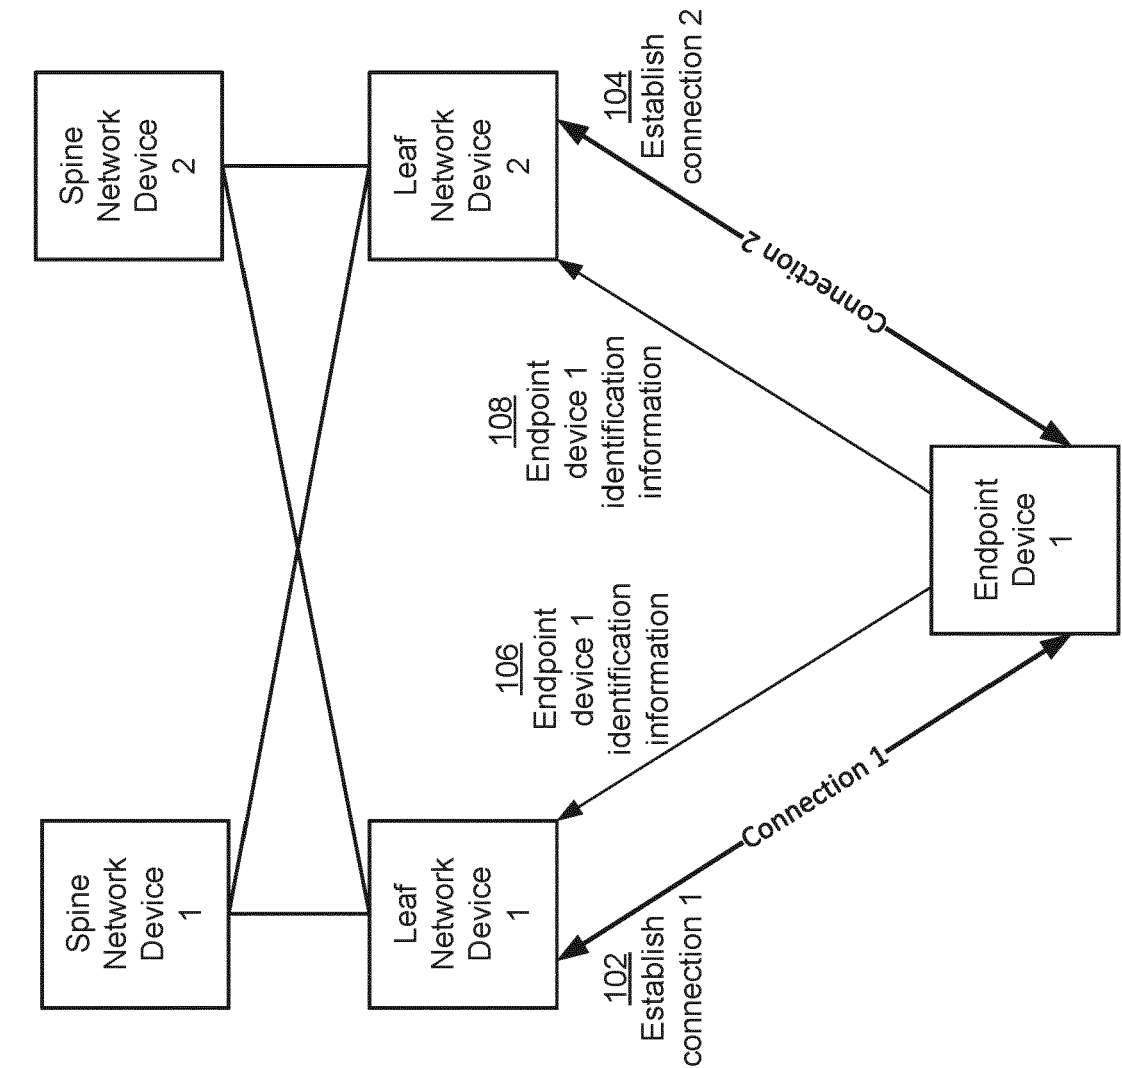 Spine
Network
Device
1
Spine
Network
Device
2
Leaf
Network
Device
1
Leaf
Network
Device
2
102
Establish
connection 1
106
Endpoint
device 1
identification
information
108
Endpoint
device 1
identification
information
104
Establish
connection 2
Connection 1
Connection 2
Endpoint
Device
1